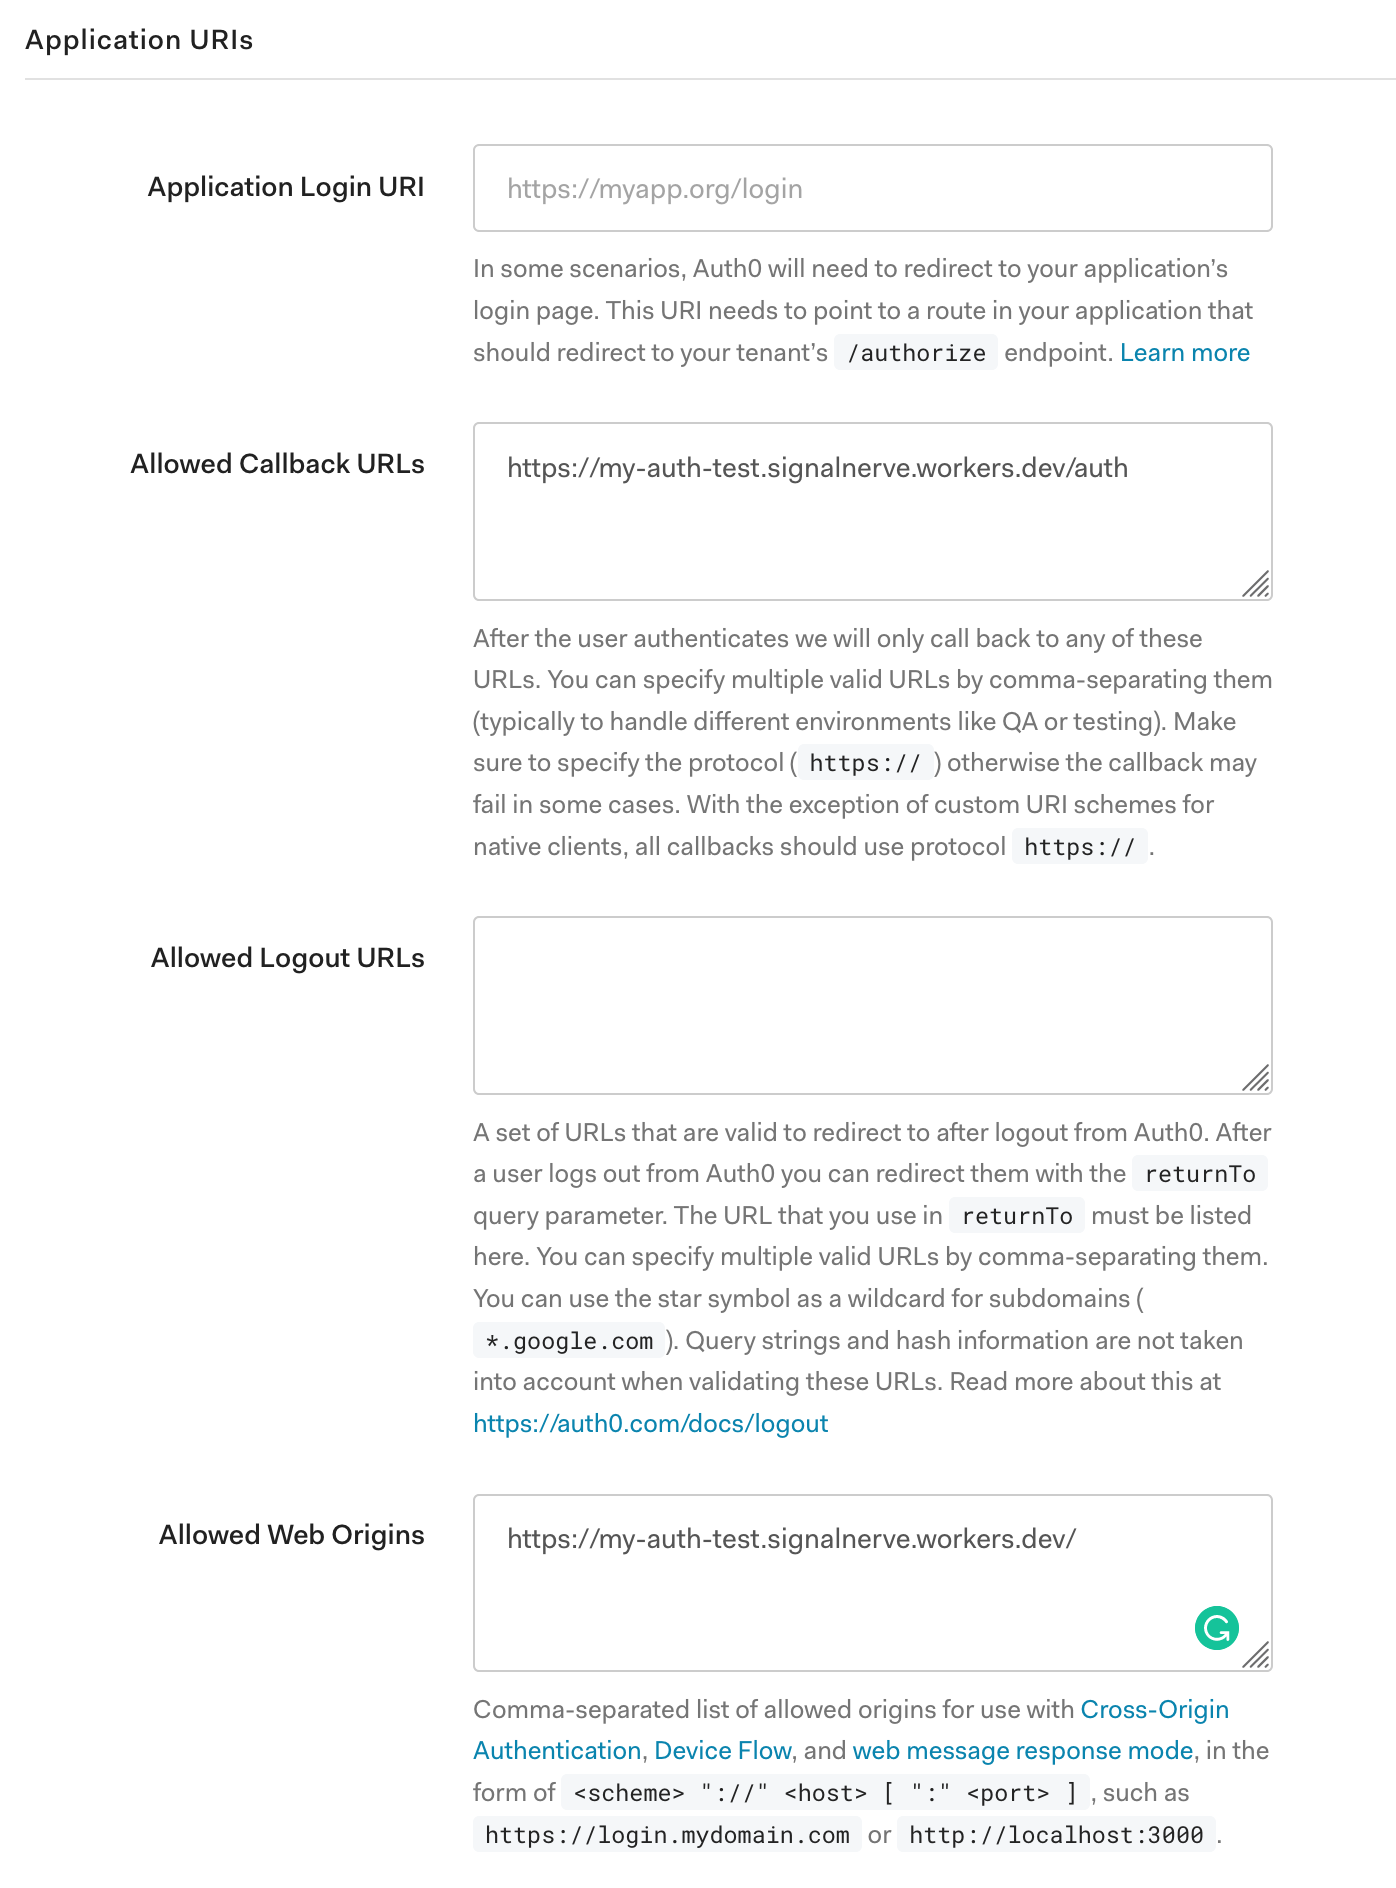 Application URIs
Application Login URI
https://myapp.org/login
In some scenarios, Auth0 will need to redirect to your application’s
login page. This URI needs to point to a route in your application that
should redirect to your tenant’s /authorize endpoint. Learn more
Allowed Callback URLs
https://my-auth-test.signalnerve.workers.dev/auth
After the user authenticates we will only call back to any of these
URLs. You can specify multiple valid URLs by comma-separating them
(typically to handle different environments like QA or testing). Make
sure to specify the protocol ( https:// ) otherwise the callback may
fail in some cases. With the exception of custom URI schemes for
native clients, all callbacks should use protocol https:// .
Allowed Logout URLs
A set of URLs that are valid to redirect to after logout from Auth0. After
a user logs out from Auth0 you can redirect them with the returnTo
query parameter. The URL that you use in returnTo must be listed
here. You can specify multiple valid URLs by comma-separating them.
You can use the star symbol as a wildcard for subdomains (
*.google.com ). Query strings and hash information are not taken
into account when validating these URLs. Read more about this at
https://auth0.com/docs/logout
Allowed Web Origins
https://my-auth-test.signalnerve.workers.dev/
Comma-separated list of allowed origins for use with Cross-Origin
Authentication, Device Flow, and web message response mode, in the
form of <scheme> "://" <host> [ ":" <port> ] , such as
https://login.mydomain.com or http://localhost:3000 .